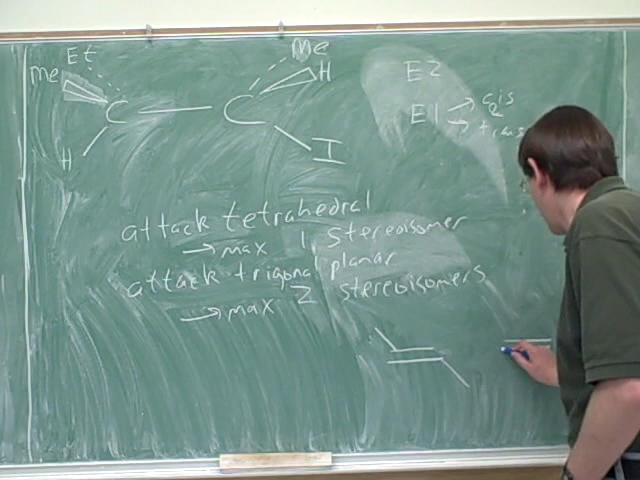 Et
Me
C
C
Me
H
H
I
E2
E1 → cis
→ trans
attack tetrahedral
→ max 1 stereoisomer
attack trigonal planar
→ max 2 stereoisomers